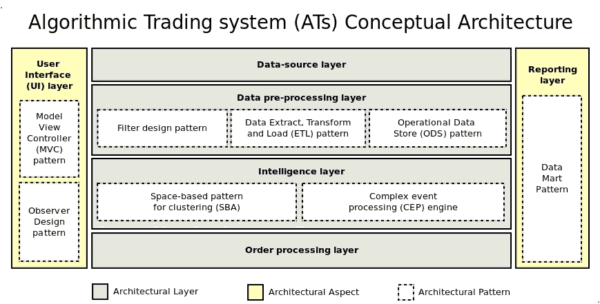 Algorithmic Trading system (ATs) Conceptual Architecture
User
Interface
(UI) layer
Model
View
Controller
(MVC)
pattern
Observer
Design
pattern
Data-source layer
Data pre-processing layer
Filter design pattern
Data Extract, Transform
and Load (ETL) pattern
Operational Data
Store (ODS) pattern
Intelligence layer
Space-based pattern
for clustering (SBA)
Complex event
processing (CEP) engine
Order processing layer
Reporting
layer
Data
Mart
Pattern
Architectural Layer
Architectural Aspect
Architectural Pattern